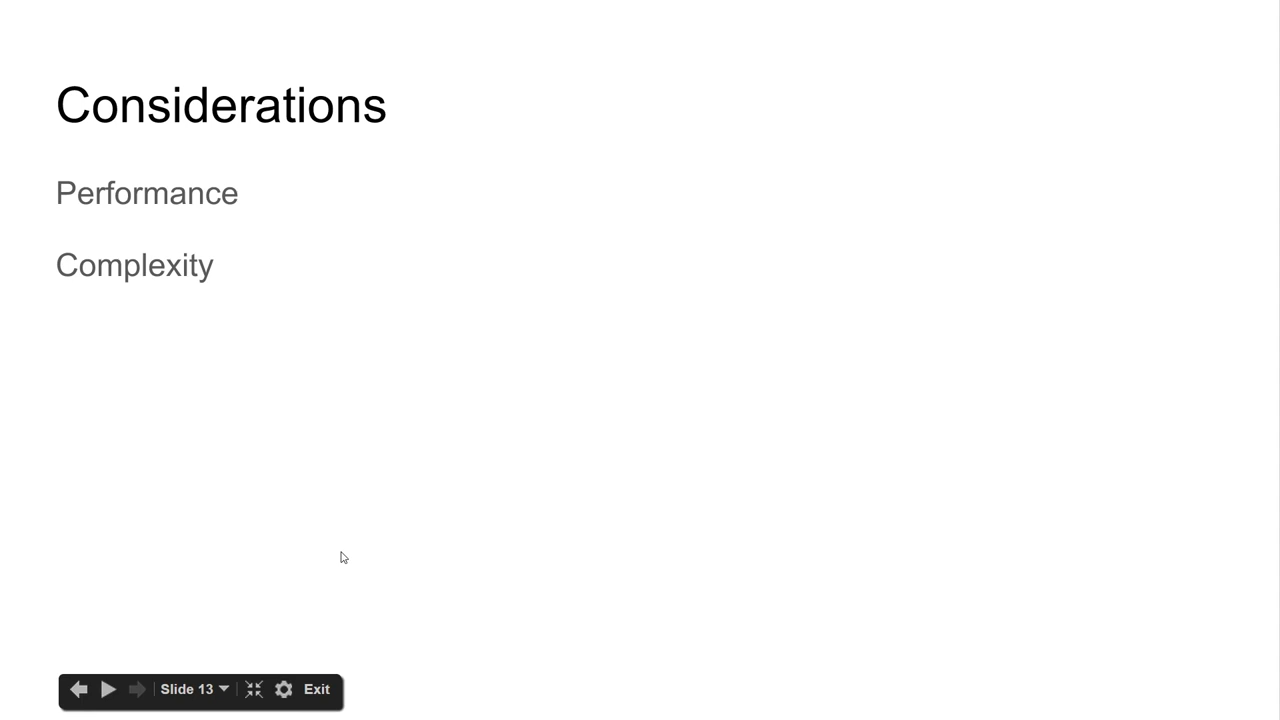 Considerations
Performance
Complexity
Slide 13
Exit